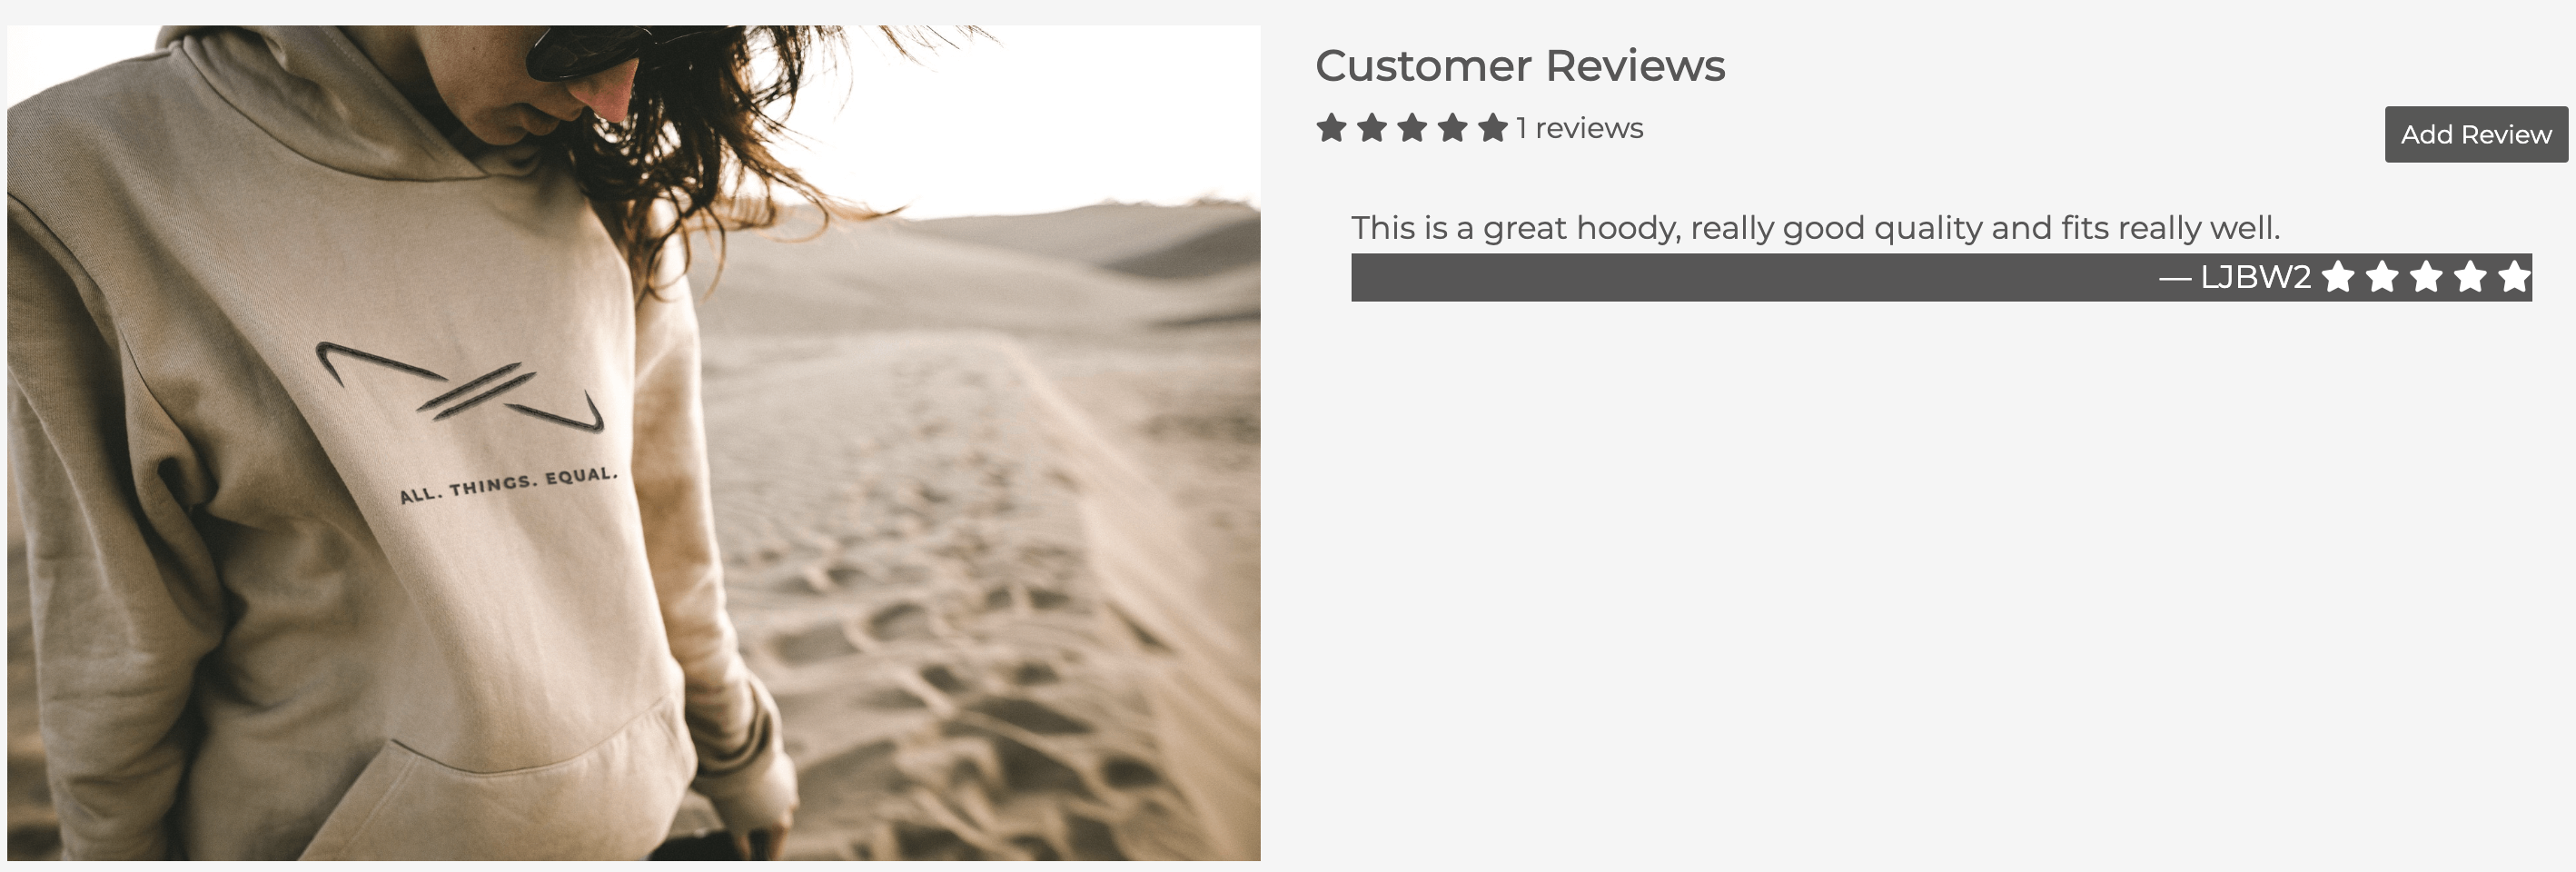 ALL. THINGS. EQUAL.
Customer Reviews
1 reviews
Add Review
This is a great hoody, really good quality and fits really well.
— LJBW2